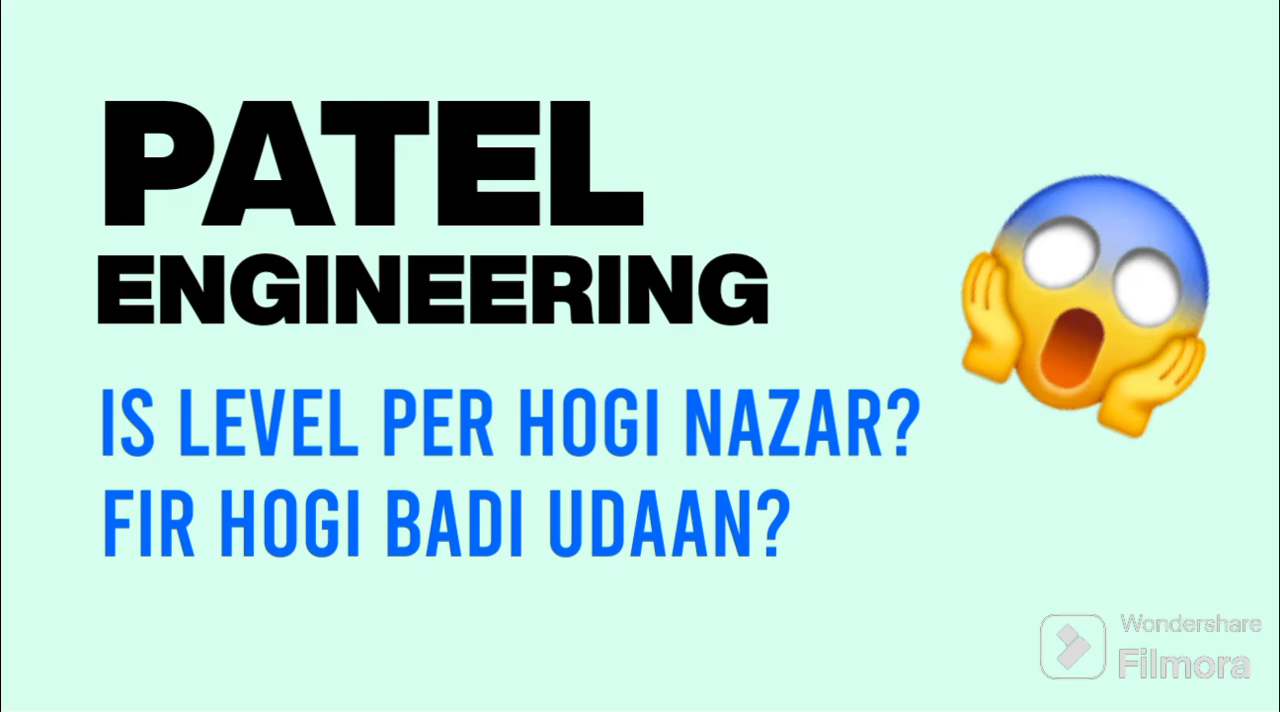 PATEL
ENGINEERING
IS LEVEL PER HOGI NAZAR?
FIR HOGI BADI UDAAN?
Wondershare
Filmora